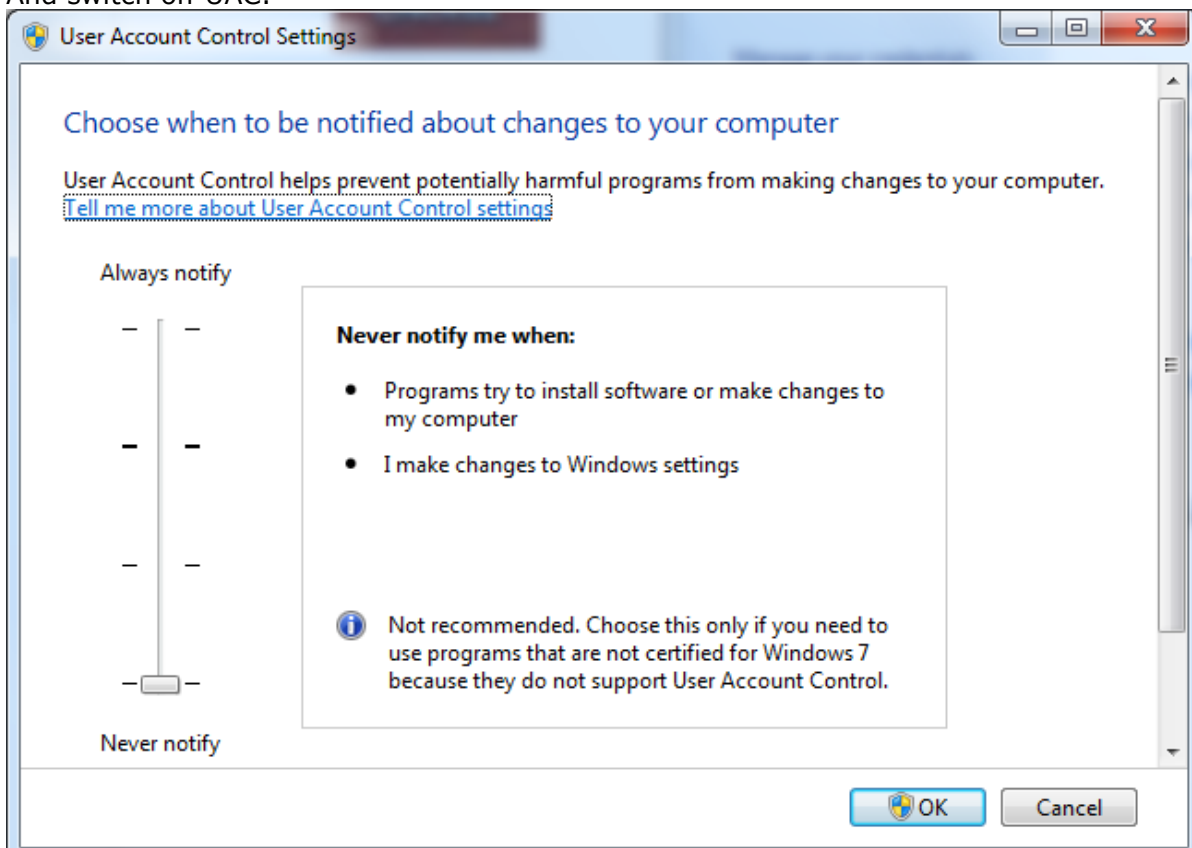 User Account Control Settings
Choose when to be notified about changes to your computer
User Account Control helps prevent potentially harmful programs from making changes to your computer.
Tell me more about User Account Control settings
Always notify
Never notify me when:
• Programs try to install software or make changes to
my computer
• I make changes to Windows settings
Not recommended. Choose this only if you need to
use programs that are not certified for Windows 7
because they do not support User Account Control.
Never notify
OK Cancel